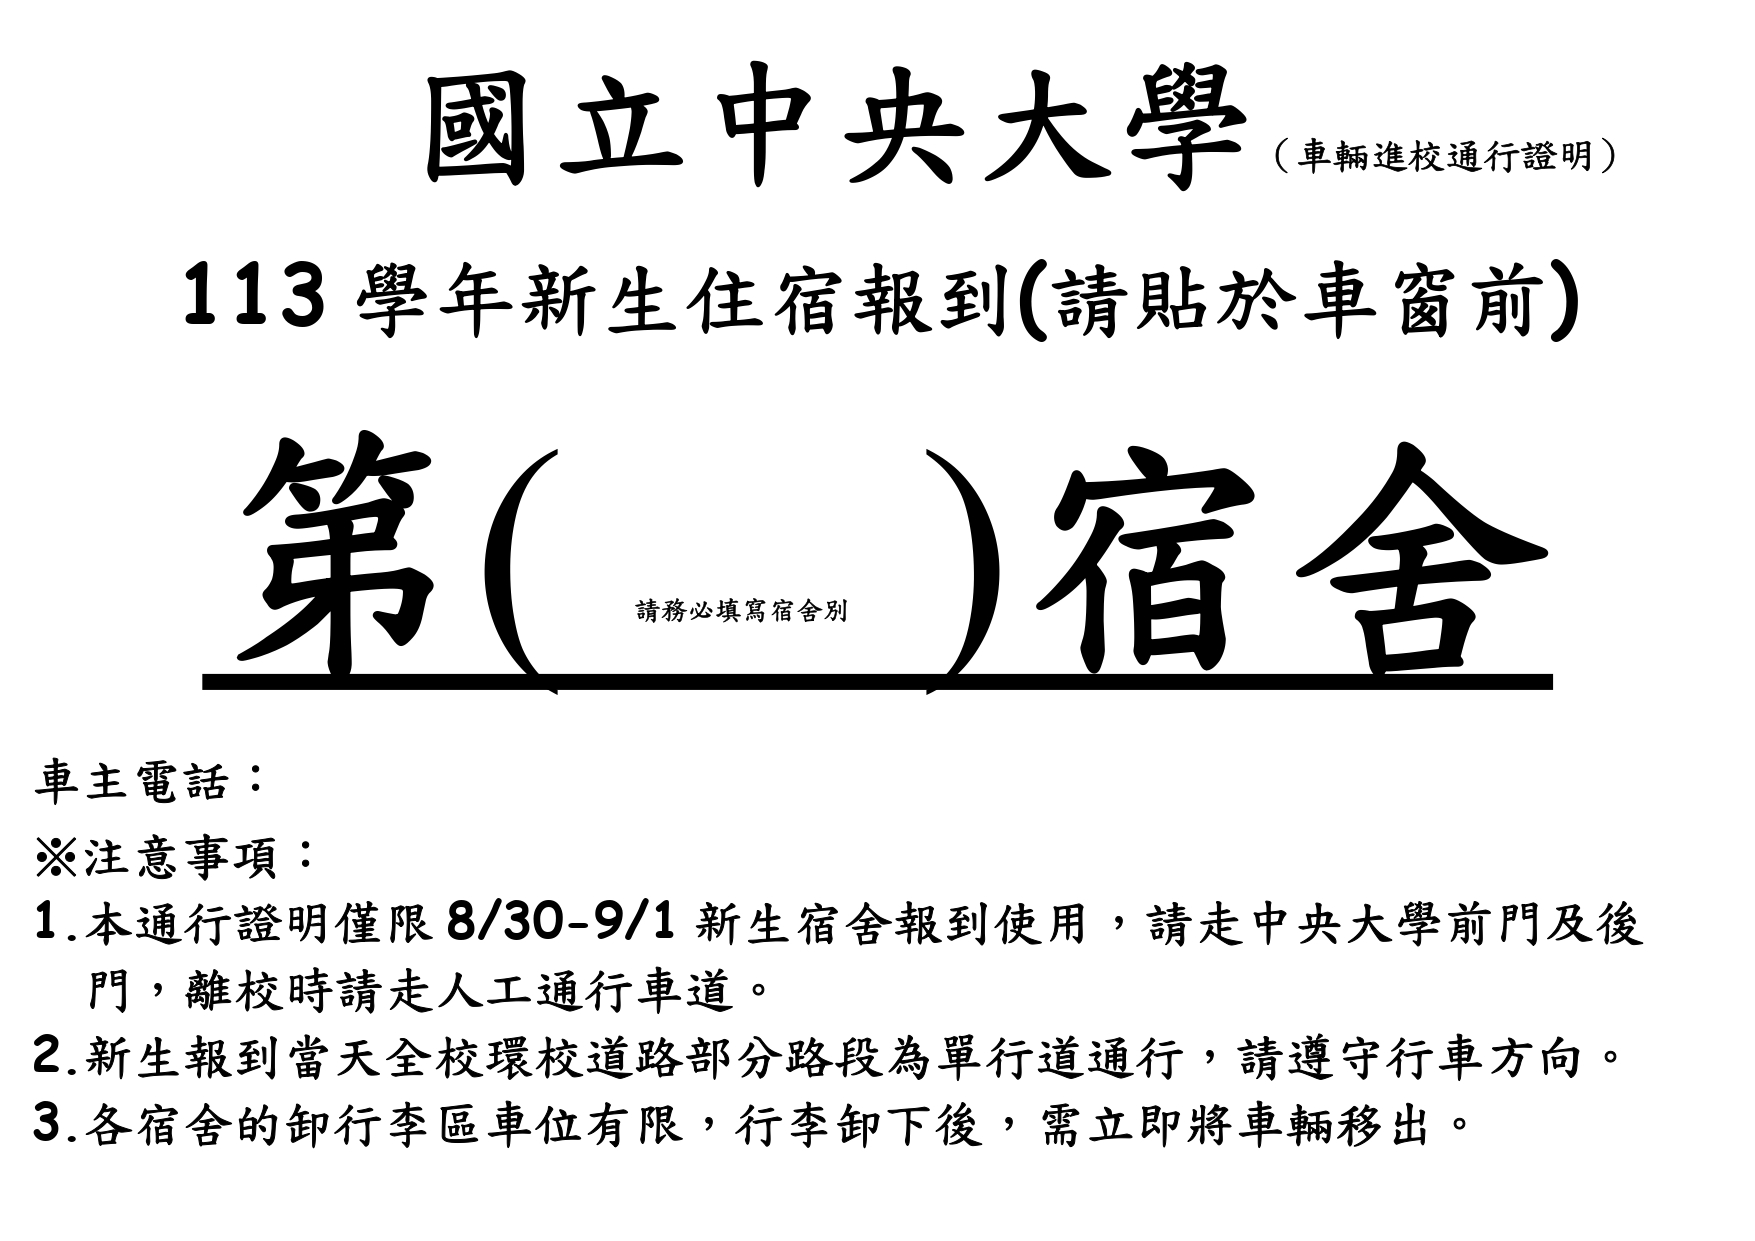 國立中央大學（車輛進校通行證明）
113 學年新生住宿報到(請貼於車窗前)
第(請務必填寫宿舍別)宿舍
車主電話：
※注意事項：
1.本通行證明僅限 8/30-9/1 新生宿舍報到使用，請走中央大學前門及後
門，離校時請走人工通行車道。
2.新生報到當天全校環校道路部分路段為單行道通行，請遵守行車方向。
3.各宿舍的卸行李區車位有限，行李卸下後，需立即將車輛移出。